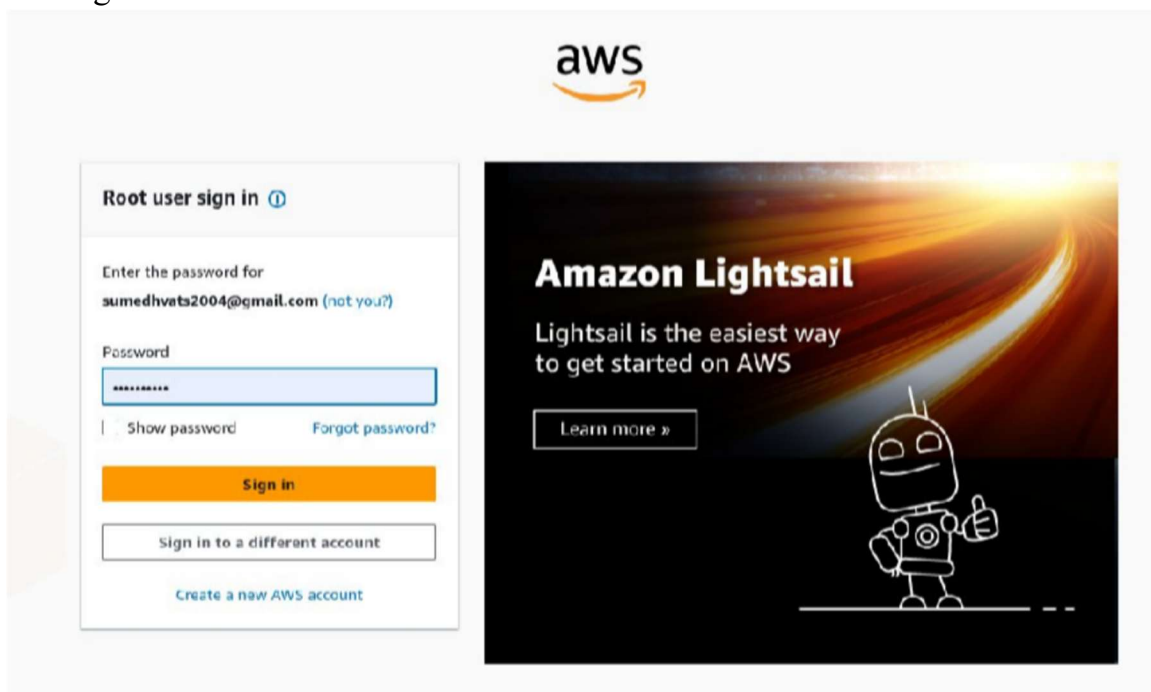 aws
Root user sign in
Enter the password for
sumedhvats2004@gmail.com (not you?)
Password
Show password Forgot password?
Sign in
Sign in to a different account
Create a new AWS account
Amazon Lightsail
Lightsail is the easiest way
to get started on AWS
Learn more »